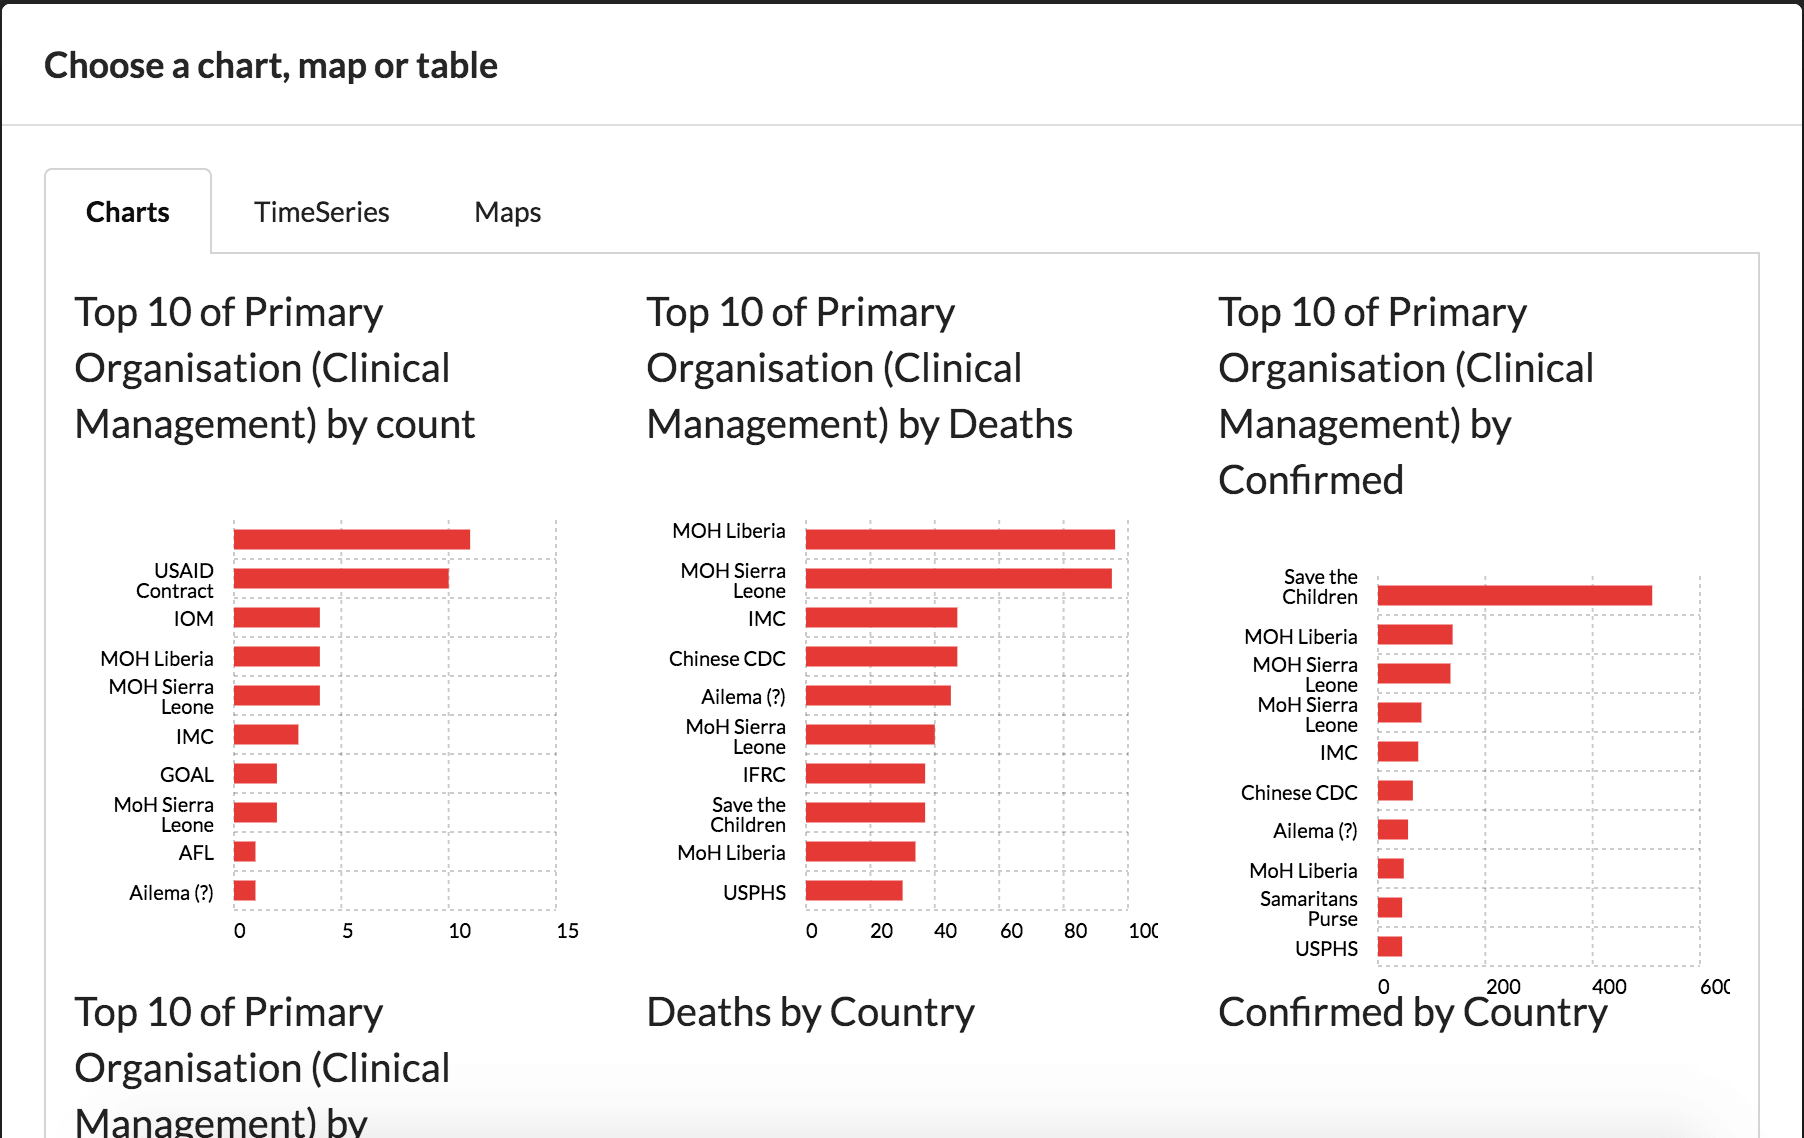 Choose a chart, map or table
Charts
TimeSeries
Maps
Top 10 of Primary
Organisation (Clinical
Management) by count
USAID
Contract
IOM
MOH Liberia
MOH Sierra
Leone
IMC
GOAL
MoH Sierra
Leone
AFL
Ailema (?)
0 5 10 15
Top 10 of Primary
Organisation (Clinical
Management) by Deaths
MOH Liberia
MOH Sierra
Leone
IMC
Chinese CDC
Ailema (?)
MoH Sierra
Leone
IFRC
Save the
Children
MoH Liberia
USPHS
0 20 40 60 80 100
Top 10 of Primary
Organisation (Clinical
Management) by
Confirmed
Save the
Children
MOH Liberia
MOH Sierra
Leone
MoH Sierra
Leone
IMC
Chinese CDC
Ailema (?)
MoH Liberia
Samaritans
Purse
USPHS
0 200 400 600
Top 10 of Primary
Organisation (Clinical
Management) by
Deaths by Country
Confirmed by Country